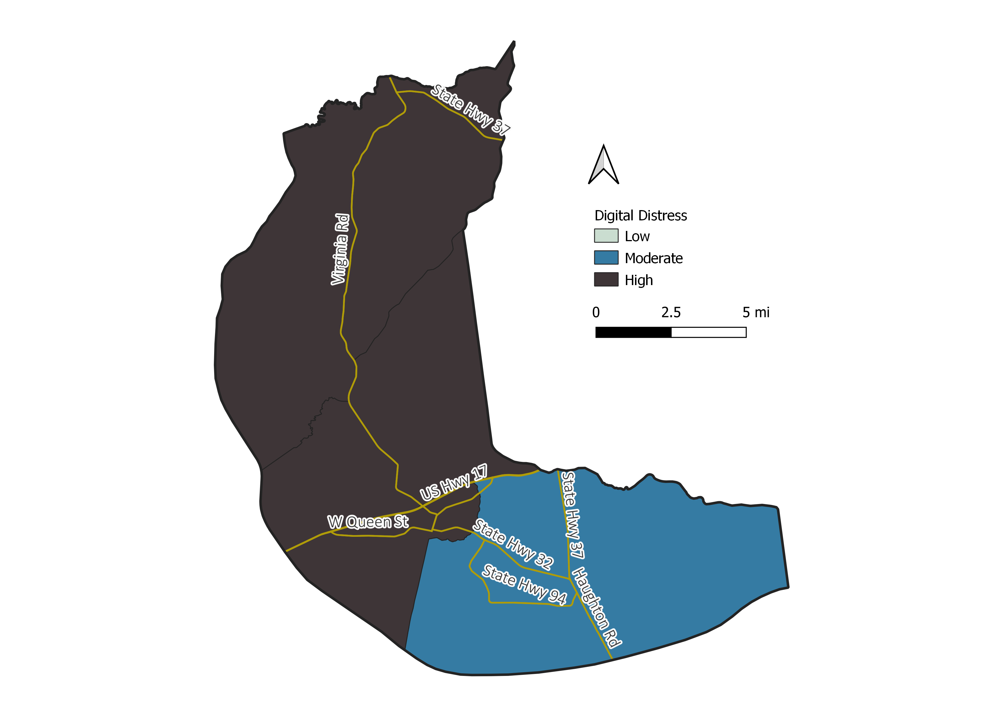 State Hwy 37
Virginia Rd
Digital Distress
Low
Moderate
High
0 2.5 5 mi
US Hwy 17
W Queen St
State Hwy 37
State Hwy 32
State Hwy 94
Haughton Rd